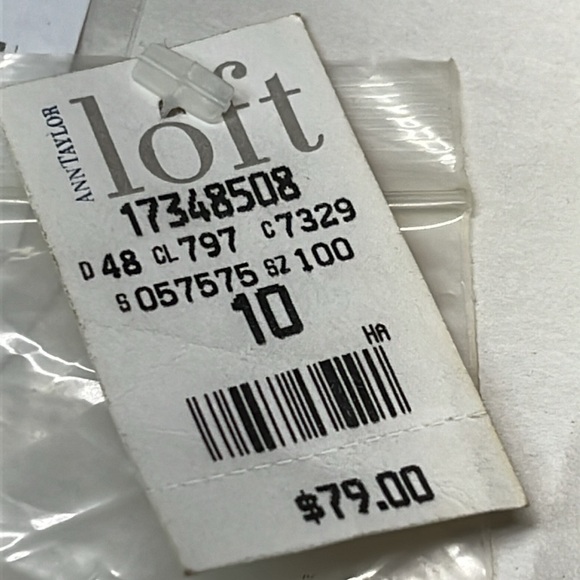 ANN TAYLOR
loft
17348508
D 48 CL 797 C 7329
S 057575 SZ 100
10
HA
$79.00